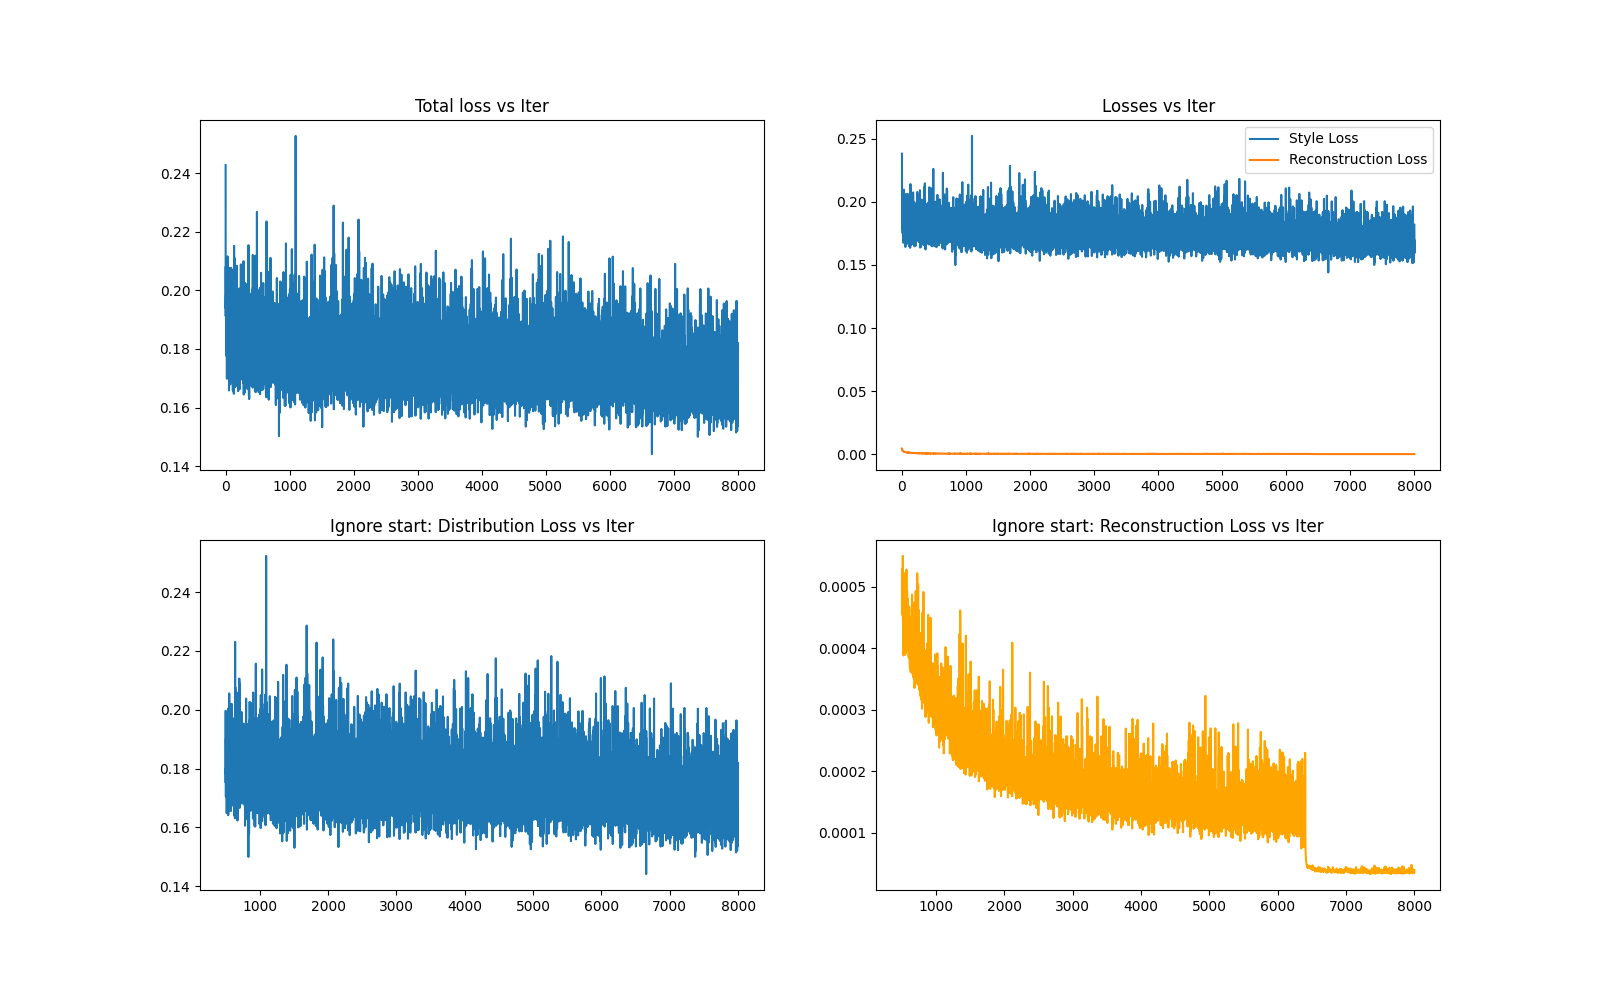 Total loss vs Iter
0.24
0.22
0.20
0.18
0.16
0.14
0 1000 2000 3000 4000 5000 6000 7000 8000
Losses vs Iter
Style Loss
Reconstruction Loss
0.25
0.20
0.15
0.10
0.05
0.00
0 1000 2000 3000 4000 5000 6000 7000 8000
Ignore start: Distribution Loss vs Iter
0.24
0.22
0.20
0.18
0.16
0.14
1000 2000 3000 4000 5000 6000 7000 8000
Ignore start: Reconstruction Loss vs Iter
0.0005
0.0004
0.0003
0.0002
0.0001
1000 2000 3000 4000 5000 6000 7000 8000